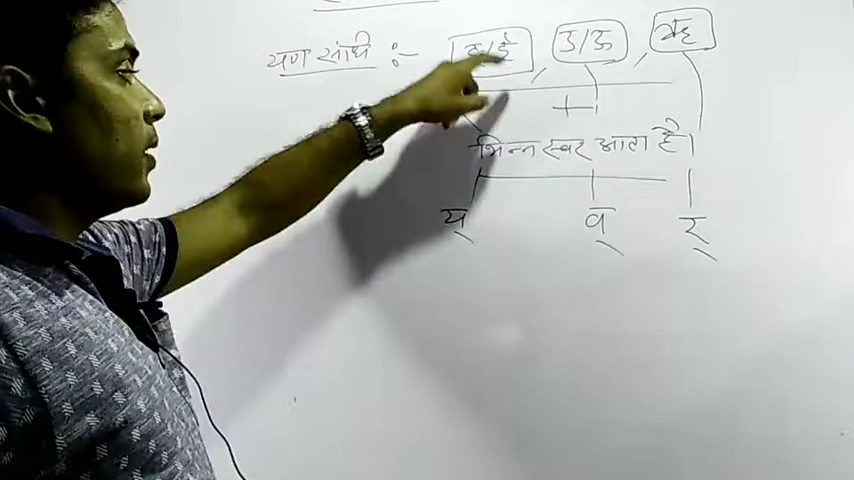 यण संधि :- इ/ई, उ/ऊ, ऋ
+
भिन्न स्वर आता है।
य् व् र्